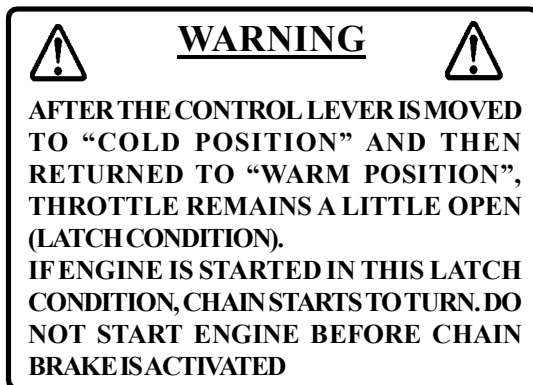 WARNING
AFTER THE CONTROL LEVER IS MOVED
TO “COLD POSITION” AND THEN
RETURNED TO “WARM POSITION”,
THROTTLE REMAINS A LITTLE OPEN
(LATCH CONDITION).
IF ENGINE IS STARTED IN THIS LATCH
CONDITION, CHAIN STARTS TO TURN. DO
NOT START ENGINE BEFORE CHAIN
BRAKE IS ACTIVATED